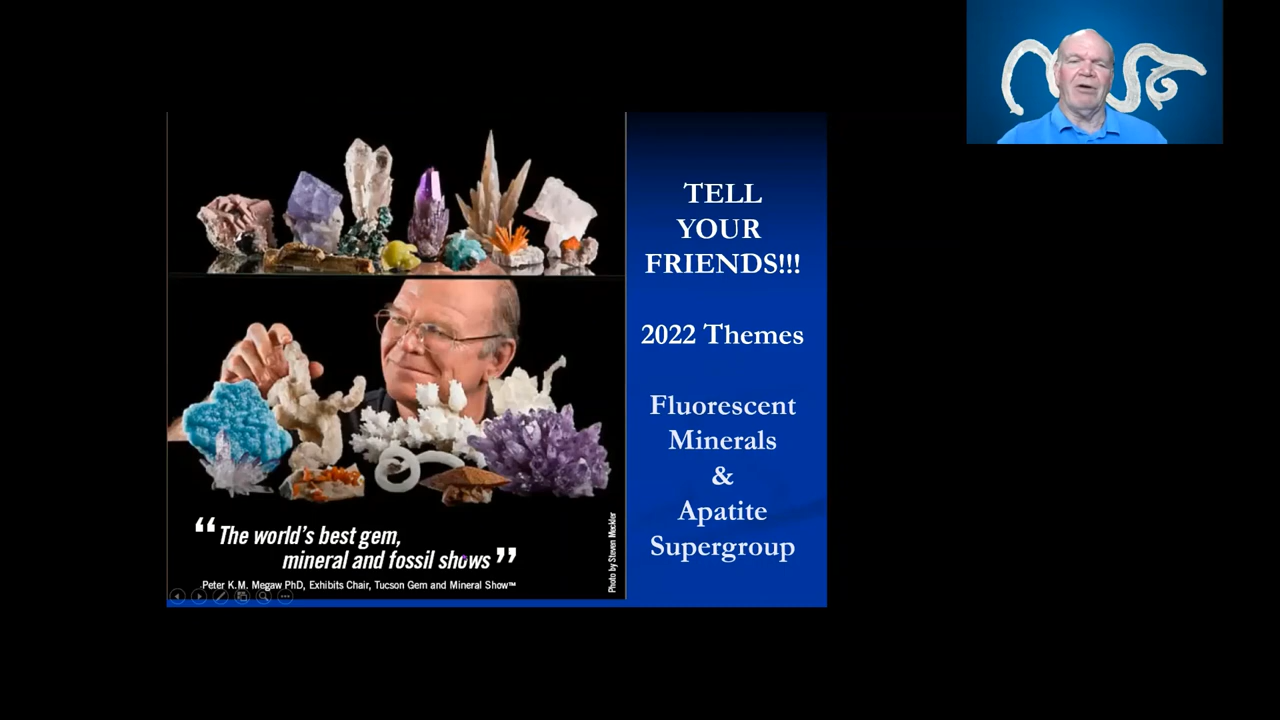 TELL
YOUR
FRIENDS!!!
2022 Themes
Fluorescent
Minerals
&
Apatite
Supergroup
“The world’s best gem,
mineral and fossil shows”
Peter K.M. Megaw PhD, Exhibits Chair, Tucson Gem and Mineral Show™
Photo by Steven Meckler